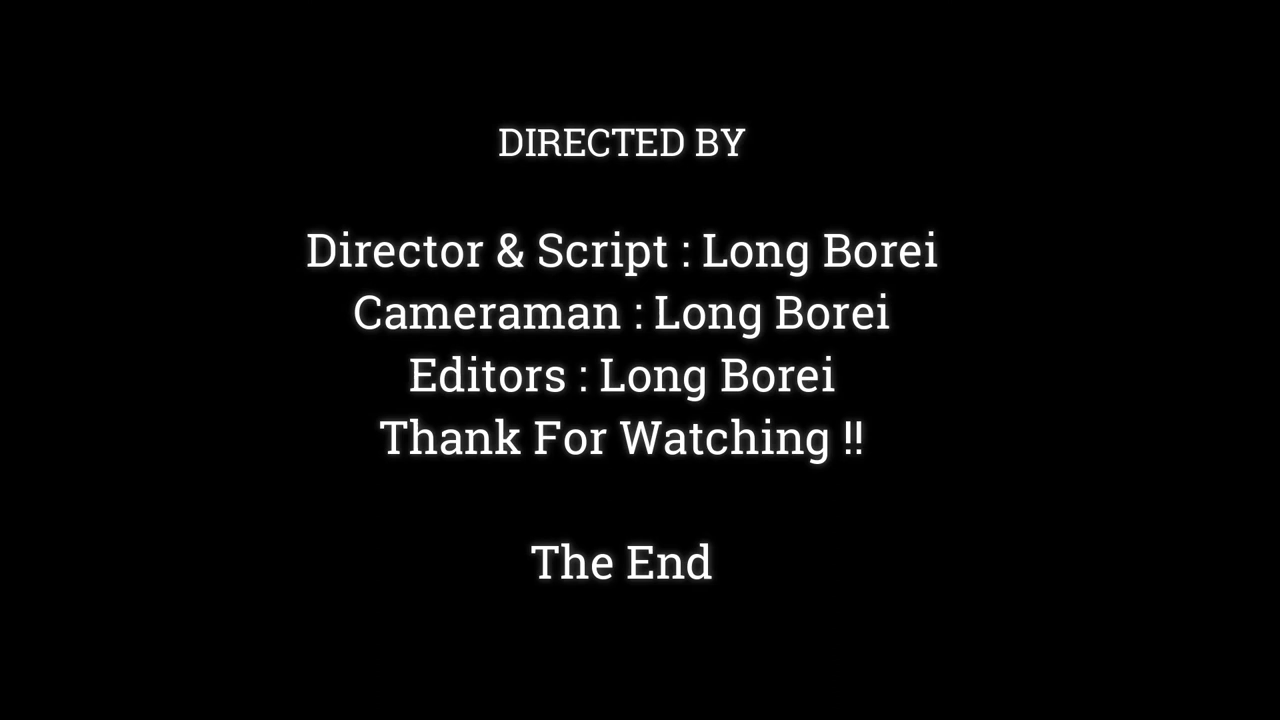 DIRECTED BY
Director & Script : Long Borei
Cameraman : Long Borei
Editors : Long Borei
Thank For Watching !!
The End